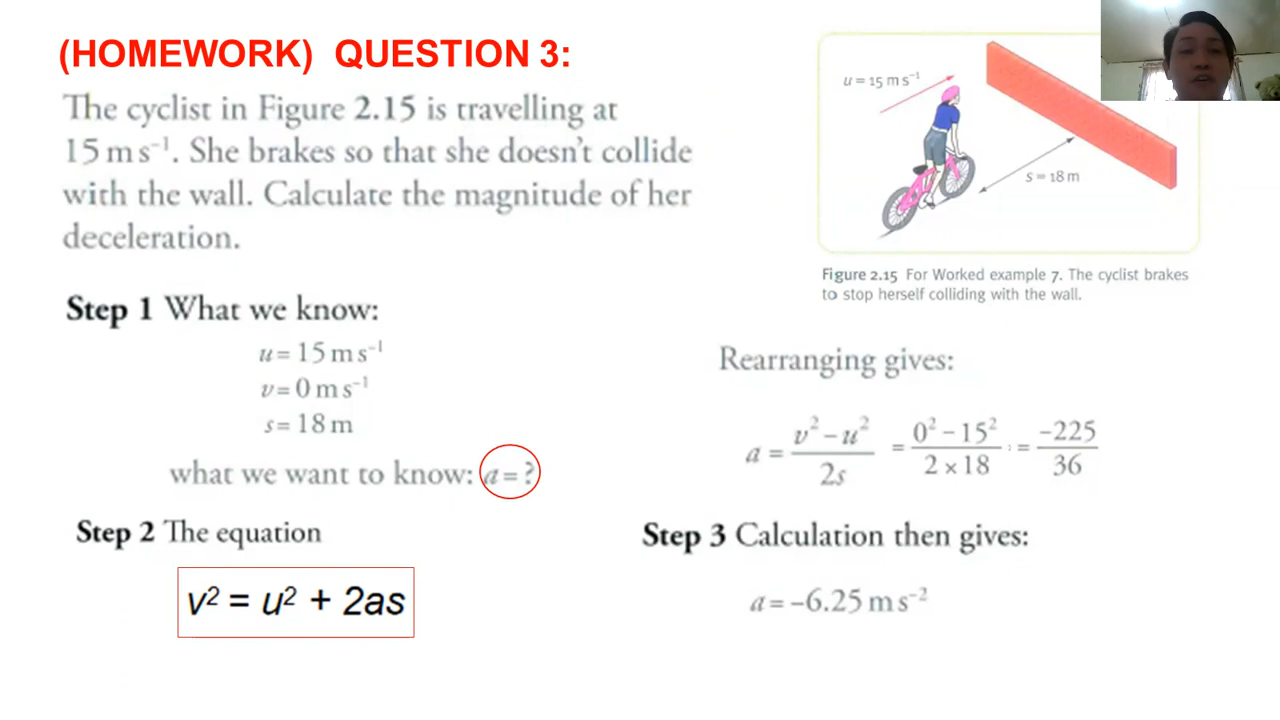 (HOMEWORK) QUESTION 3:
The cyclist in Figure 2.15 is travelling at
15 m s⁻¹. She brakes so that she doesn't collide
with the wall. Calculate the magnitude of her
deceleration.
u = 15 m s⁻¹
s = 18 m
Figure 2.15 For Worked example 7. The cyclist brakes
to stop herself colliding with the wall.
Step 1 What we know:
u = 15 m s⁻¹
v = 0 m s⁻¹
s = 18 m
what we want to know: a = ?
Step 2 The equation
v² = u² + 2as
Rearranging gives:
a = (v² − u²)/2s = (0² − 15²)/(2 × 18) = −225/36
Step 3 Calculation then gives:
a = −6.25 m s⁻²